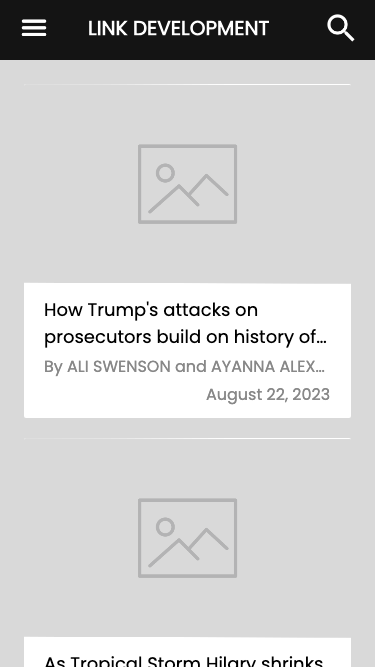 LINK DEVELOPMENT
How Trump's attacks on
prosecutors build on history of...
By ALI SWENSON and AYANNA ALEX...
August 22, 2023
As Tropical Storm Hilary shrinks